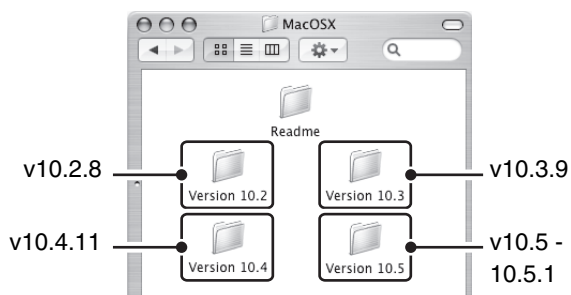 MacOSX
Readme
v10.2.8
Version 10.2
Version 10.3
v10.3.9
v10.4.11
Version 10.4
Version 10.5
v10.5 -
10.5.1